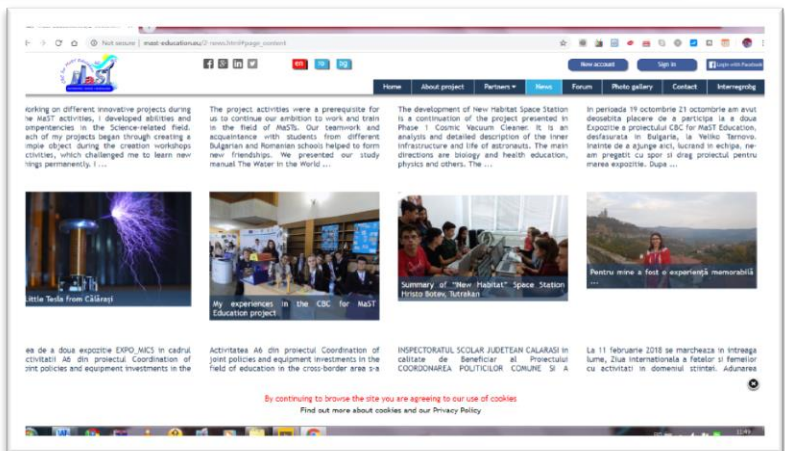 Not secure | mast-education.eu/2-news.html#page_content
en ro bg
New account Sign in Login with Facebook
Home About project Partners News Forum Photo gallery Contact Interregrobg
working on different innovative projects during
the MaST activities, I developed abilities and
competencies in the Science-related field.
Each of my projects began through creating a
simple object during the creation workshops
activities, which challenged me to learn new
things permanently. I ...
The project activities were a prerequisite for
us to continue our ambition to work and train
in the field of MaSTs. Our teamwork and
acquaintance with students from different
Bulgarian and Romanian schools helped to form
new friendships. We presented our study
manual The Water in the World ...
The development of New Habitat Space Station
is a continuation of the project presented in
Phase 1 Cosmic Vacuum Cleaner. It is an
analysis and detailed description of the inner
infrastructure and life of astronauts. The main
directions are biology and health education,
physics and others. The ...
In perioada 19 octombrie 21 octombrie am avut
deosebita placere de a participa la a doua
Expozitie a proiectului CBC for MaST Education,
desfasurata in Bulgaria, la Veliko Tarnovo.
Inainte de a ajunge aici, lucrand in echipa, ne-
am pregatit cu spor si drag proiectul pentru
marea expozitie. Dupa ...
Little Tesla from Călărași
My experiences in the CBC for MaST
Education project
Summary of "New Habitat" Space Station
Hristo Botev, Tutrakan
Pentru mine a fost o experiență memorabilă
...
ea de a doua expozitie EXPO_MICS in cadrul
activitatii A6 din proiectul Coordination of
joint policies and equipment investments in the
Activitatea A6 din proiectul Coordination of
joint policies and equipment investments in the
field of education in the cross-border area s-a
INSPECTORATUL SCOLAR JUDETEAN CALARASI in
calitate de Beneficiar al Proiectului
COORDONAREA POLITICILOR COMUNE SI A
La 11 februarie 2018 se marcheaza in intreaga
lume, Ziua internationala a fetelor si femeilor
cu activitati in domeniul stiintei. Adunarea
By continuing to browse the site you are agreeing to our use of cookies
Find out more about cookies and our Privacy Policy